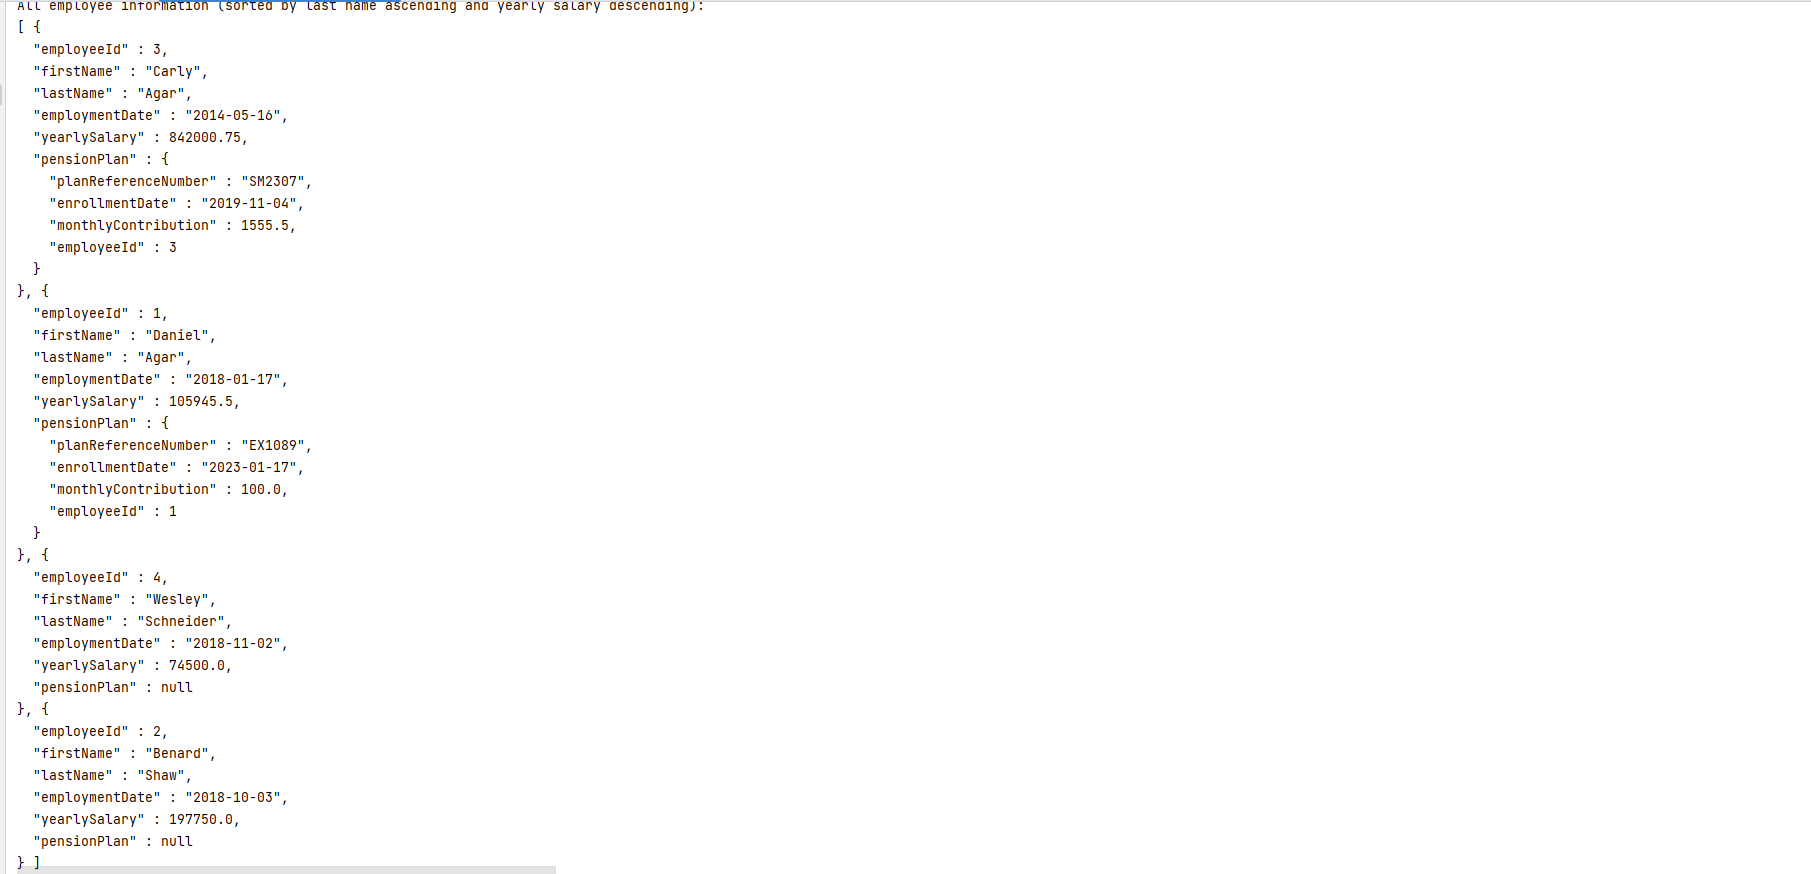 All employee information (sorted by last name ascending and yearly salary descending):
[ {
  "employeeId" : 3,
  "firstName" : "Carly",
  "lastName" : "Agar",
  "employmentDate" : "2014-05-16",
  "yearlySalary" : 842000.75,
  "pensionPlan" : {
    "planReferenceNumber" : "SM2307",
    "enrollmentDate" : "2019-11-04",
    "monthlyContribution" : 1555.5,
    "employeeId" : 3
  }
}, {
  "employeeId" : 1,
  "firstName" : "Daniel",
  "lastName" : "Agar",
  "employmentDate" : "2018-01-17",
  "yearlySalary" : 105945.5,
  "pensionPlan" : {
    "planReferenceNumber" : "EX1089",
    "enrollmentDate" : "2023-01-17",
    "monthlyContribution" : 100.0,
    "employeeId" : 1
  }
}, {
  "employeeId" : 4,
  "firstName" : "Wesley",
  "lastName" : "Schneider",
  "employmentDate" : "2018-11-02",
  "yearlySalary" : 74500.0,
  "pensionPlan" : null
}, {
  "employeeId" : 2,
  "firstName" : "Benard",
  "lastName" : "Shaw",
  "employmentDate" : "2018-10-03",
  "yearlySalary" : 197750.0,
  "pensionPlan" : null
} ]